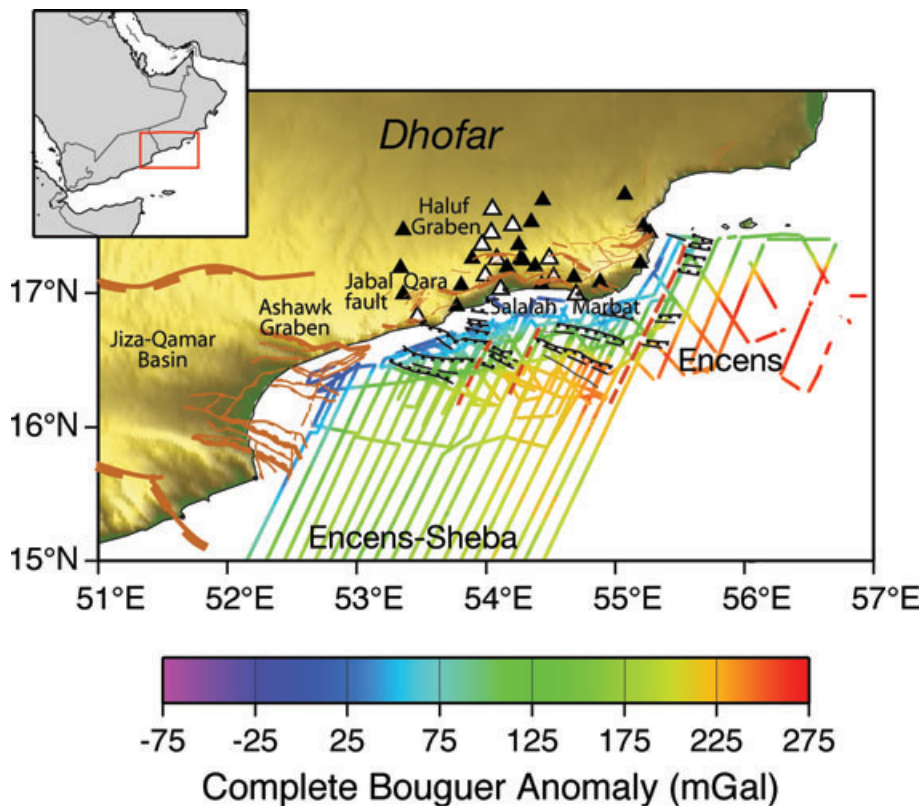 Dhofar
Haluf
Graben
Jabal Qara
fault
Salalah Marbat
Ashawk
Graben
Jiza-Qamar
Basin
Encens
Encens-Sheba
17°N
16°N
15°N
51°E 52°E 53°E 54°E 55°E 56°E 57°E
-75 -25 25 75 125 175 225 275
Complete Bouguer Anomaly (mGal)